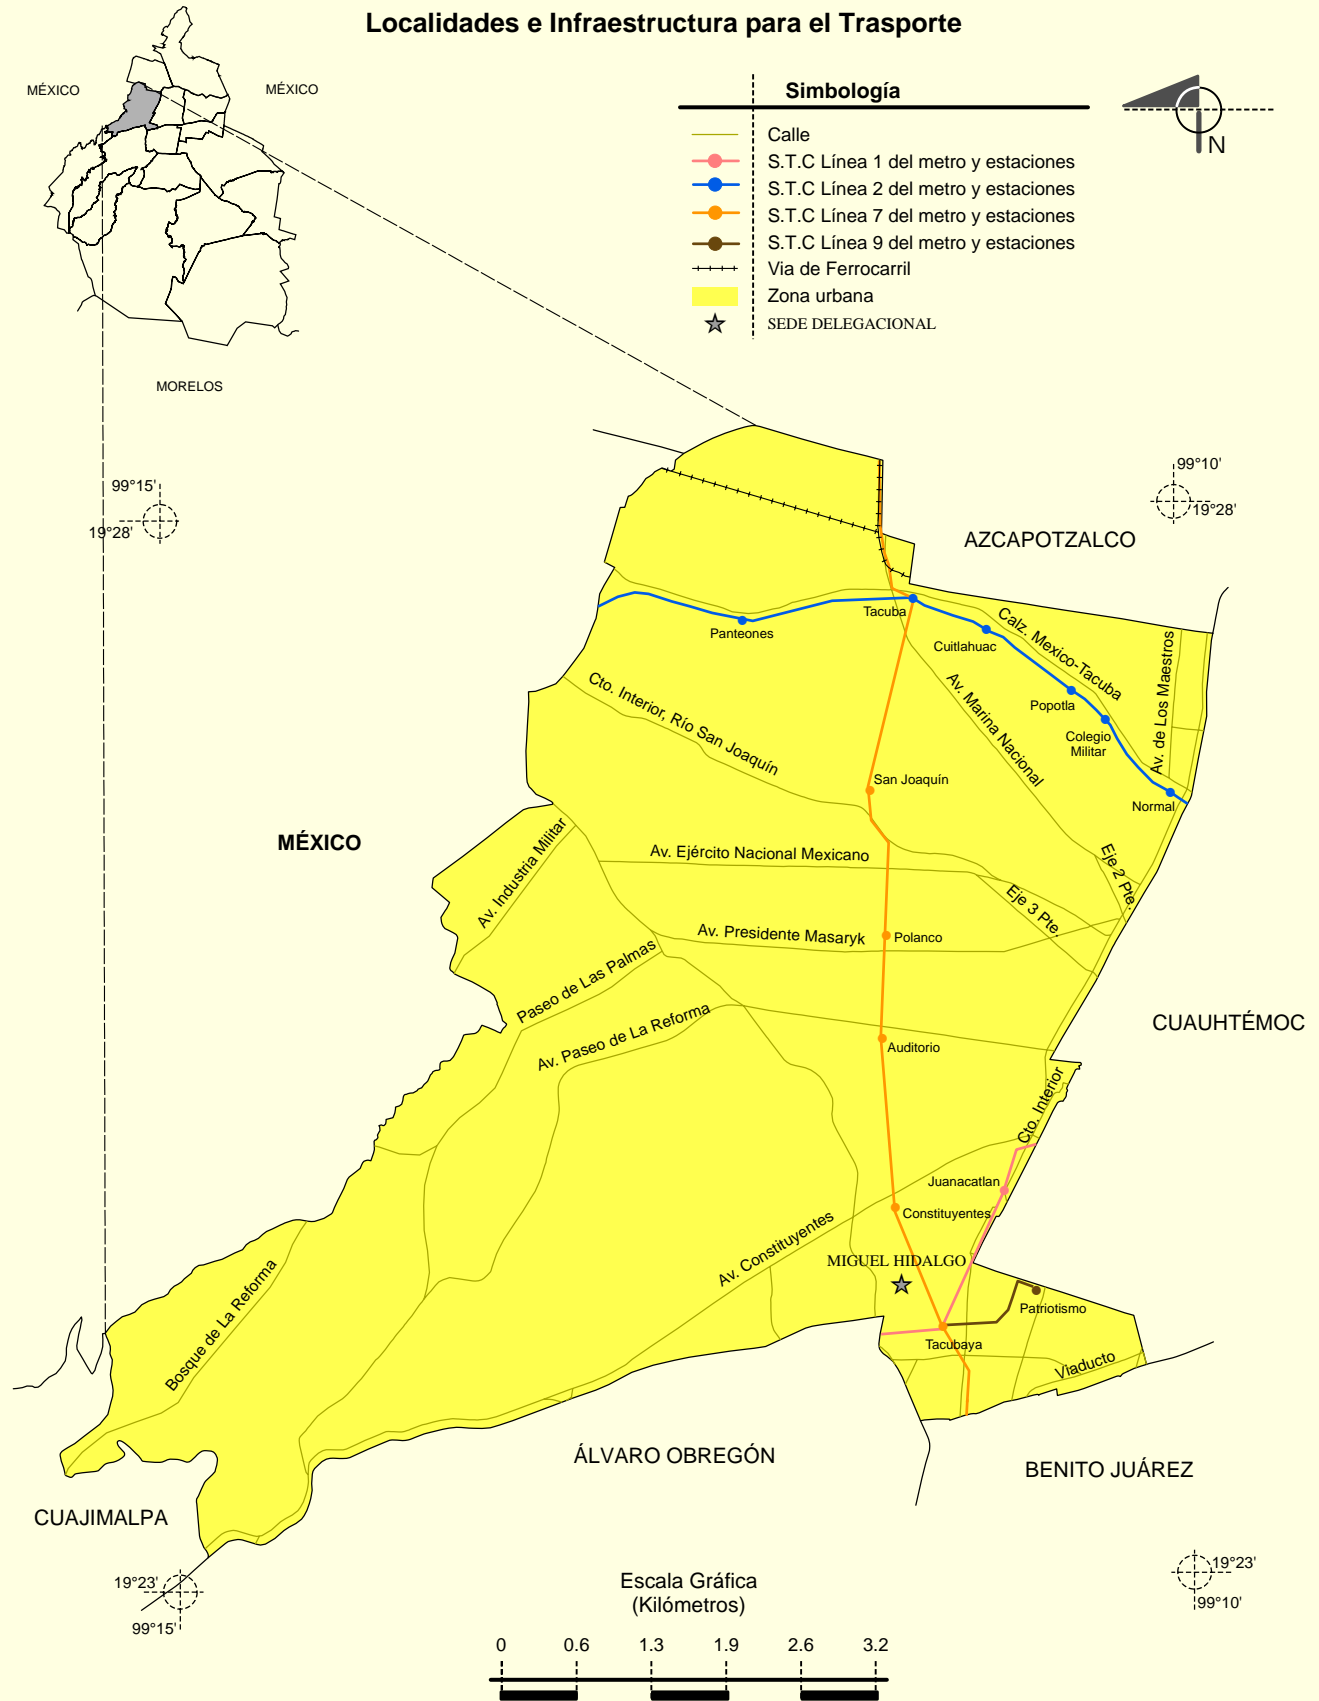 Localidades e Infraestructura para el Trasporte
MÉXICO
MÉXICO
MORELOS
Simbología
Calle
S.T.C Línea 1 del metro y estaciones
S.T.C Línea 2 del metro y estaciones
S.T.C Línea 7 del metro y estaciones
S.T.C Línea 9 del metro y estaciones
Via de Ferrocarril
Zona urbana
SEDE DELEGACIONAL
N
99°15'
19°28'
99°10'
19°28'
AZCAPOTZALCO
Tacuba
Panteones
Cuitlahuac
Calz. Mexico-Tacuba
Popotla
Colegio
Militar
Av. de Los Maestros
Normal
Av. Marina Nacional
Cto. Interior, Río San Joaquín
San Joaquín
MÉXICO
Av. Industria Militar
Av. Ejército Nacional Mexicano
Eje 2 Pte.
Eje 3 Pte.
Av. Presidente Masaryk
Polanco
Paseo de Las Palmas
Av. Paseo de La Reforma
Auditorio
CUAUHTÉMOC
Cto. Interior
Juanacatlan
Constituyentes
Av. Constituyentes
MIGUEL HIDALGO
Bosque de La Reforma
Patriotismo
Tacubaya
Viaducto
ÁLVARO OBREGÓN
BENITO JUÁREZ
CUAJIMALPA
19°23'
99°15'
19°23'
99°10'
Escala Gráfica
(Kilómetros)
0 0.6 1.3 1.9 2.6 3.2